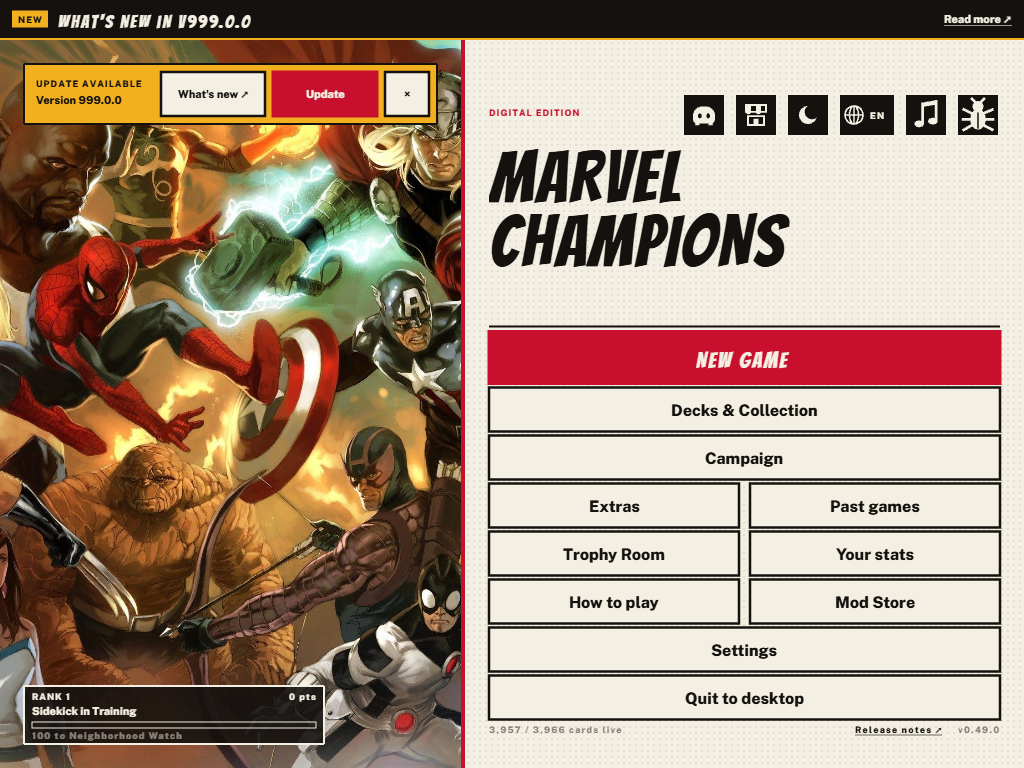 NEW WHAT'S NEW IN V999.0.0 Read more ↗
UPDATE AVAILABLE
Version 999.0.0
What's new ↗
Update
×
DIGITAL EDITION
EN
MARVEL
CHAMPIONS
NEW GAME
Decks & Collection
Campaign
Extras
Past games
Trophy Room
Your stats
How to play
Mod Store
Settings
Quit to desktop
3,957 / 3,966 cards live
Release notes ↗
v0.49.0
RANK 1
0 pts
Sidekick in Training
100 to Neighborhood Watch